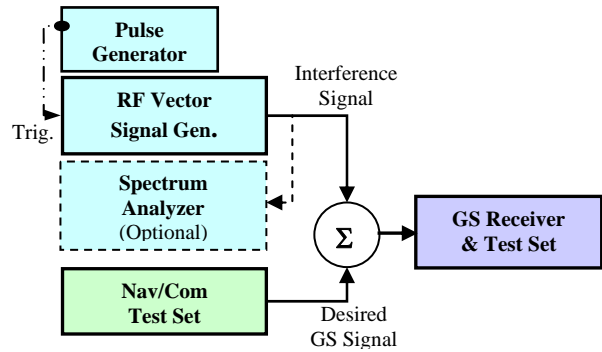 Pulse
Generator
Interference
Signal
RF Vector
Signal Gen.
Trig.
Spectrum
Analyzer
(Optional)
Σ
GS Receiver
& Test Set
Nav/Com
Test Set
Desired
GS Signal